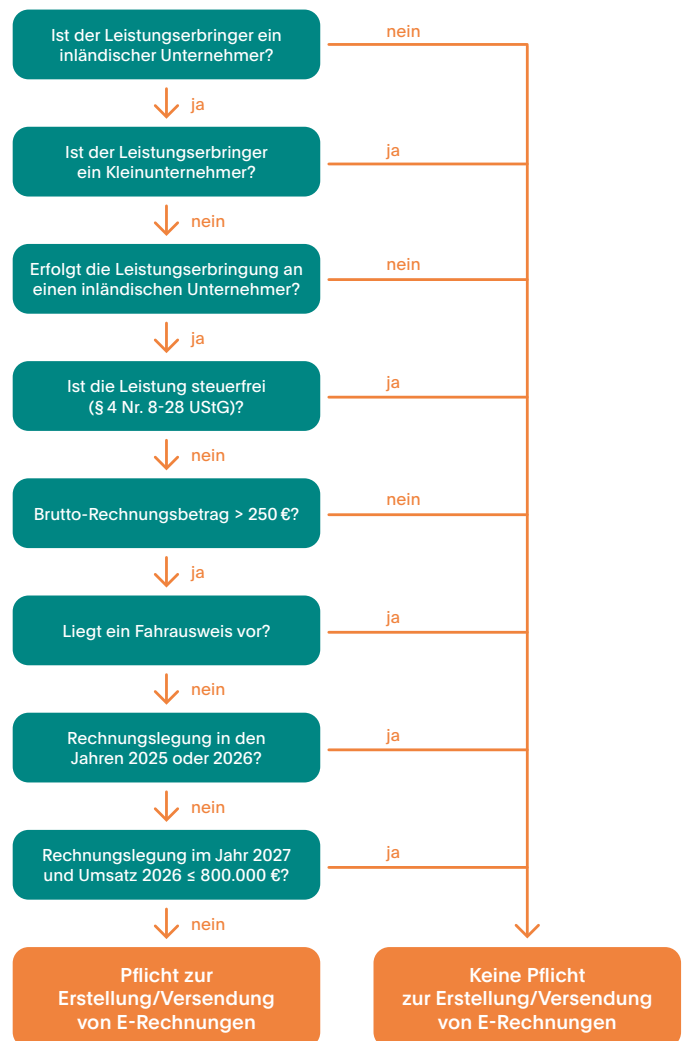 Ist der Leistungserbringer ein
inländischer Unternehmer?
nein
ja
Ist der Leistungserbringer
ein Kleinunternehmer?
ja
nein
Erfolgt die Leistungserbringung an
einen inländischen Unternehmer?
nein
ja
Ist die Leistung steuerfrei
(§ 4 Nr. 8-28 UStG)?
ja
nein
Brutto-Rechnungsbetrag > 250 €?
nein
ja
Liegt ein Fahrausweis vor?
ja
nein
Rechnungslegung in den
Jahren 2025 oder 2026?
ja
nein
Rechnungslegung im Jahr 2027
und Umsatz 2026 ≤ 800.000 €?
ja
nein
Pflicht zur
Erstellung/Versendung
von E-Rechnungen
Keine Pflicht
zur Erstellung/Versendung
von E-Rechnungen